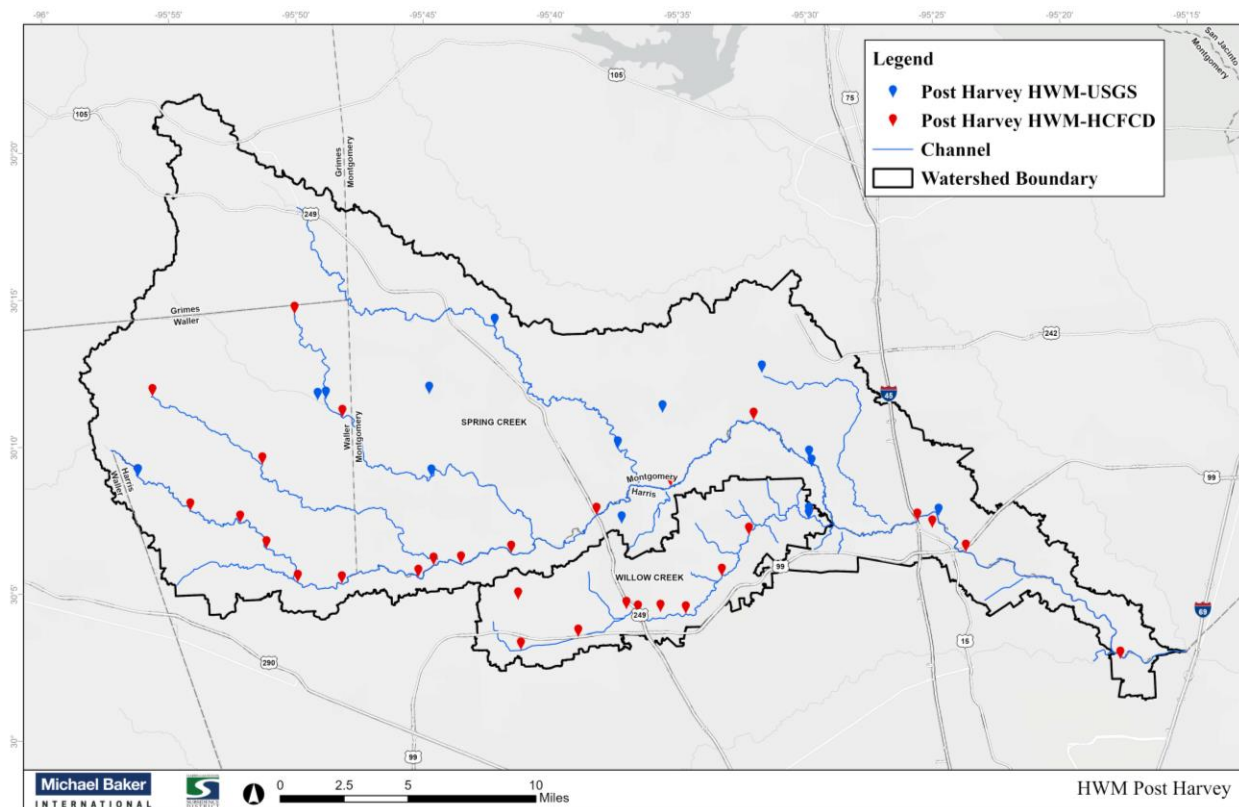 -96°
-95°55'
-95°50'
-95°45'
-95°40'
-95°35'
-95°30'
-95°25'
-95°20'
-95°15'
San Jacinto
Montgomery
Legend
Post Harvey HWM-USGS
Post Harvey HWM-HCFCD
Channel
Watershed Boundary
105
75
105
30°20'
Grimes
Montgomery
249
30°15'
Grimes
Waller
242
45
SPRING CREEK
30°10'
Waller
Montgomery
Harris
Waller
Montgomery
Harris
99
30°5'
WILLOW CREEK
99
249
69
15
290
30°
99
Michael Baker
INTERNATIONAL
SUBSIDENCE
DISTRICT
0
2.5
5
10
Miles
HWM Post Harvey